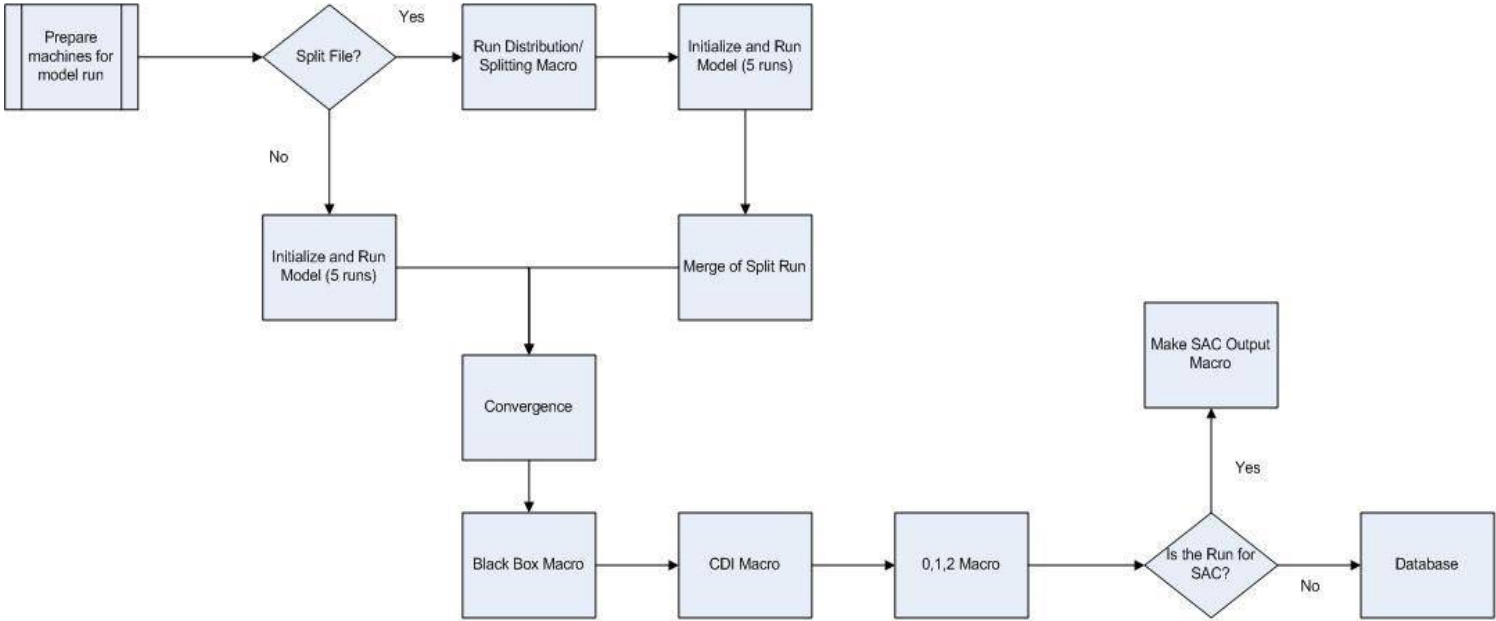 Prepare
machines for
model run
Split File?
Yes
Run Distribution/
Splitting Macro
Initialize and Run
Model (5 runs)
No
Initialize and Run
Model (5 runs)
Merge of Split Run
Convergence
Make SAC Output
Macro
Yes
Black Box Macro
CDI Macro
0,1,2 Macro
Is the Run for
SAC?
No
Database